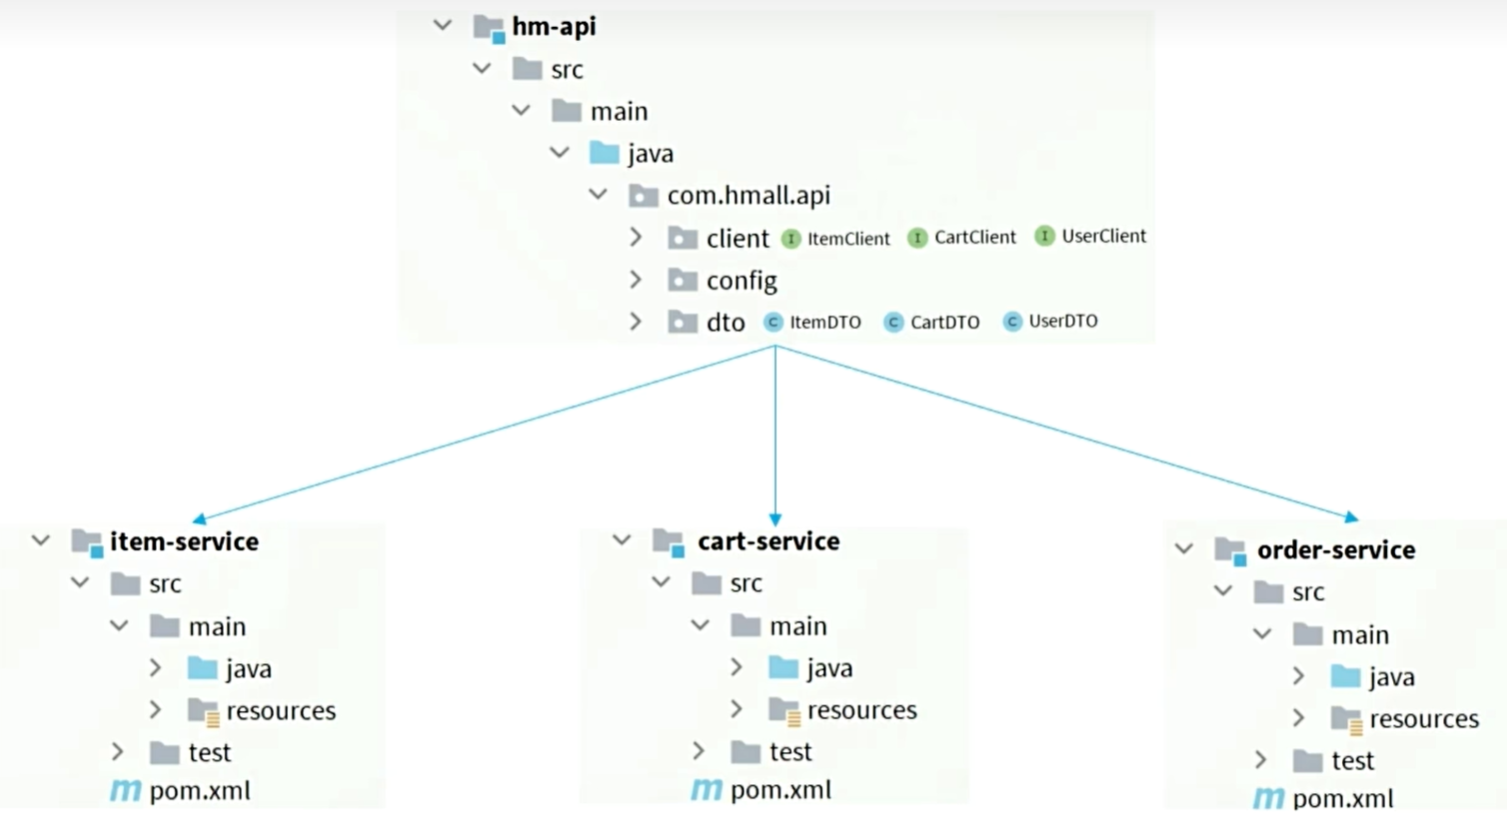 hm-api
src
main
java
com.hmall.api
client I ItemClient I CartClient I UserClient
config
dto C ItemDTO C CartDTO C UserDTO
item-service
src
main
java
resources
test
m pom.xml
cart-service
src
main
java
resources
test
m pom.xml
order-service
src
main
java
resources
test
m pom.xml